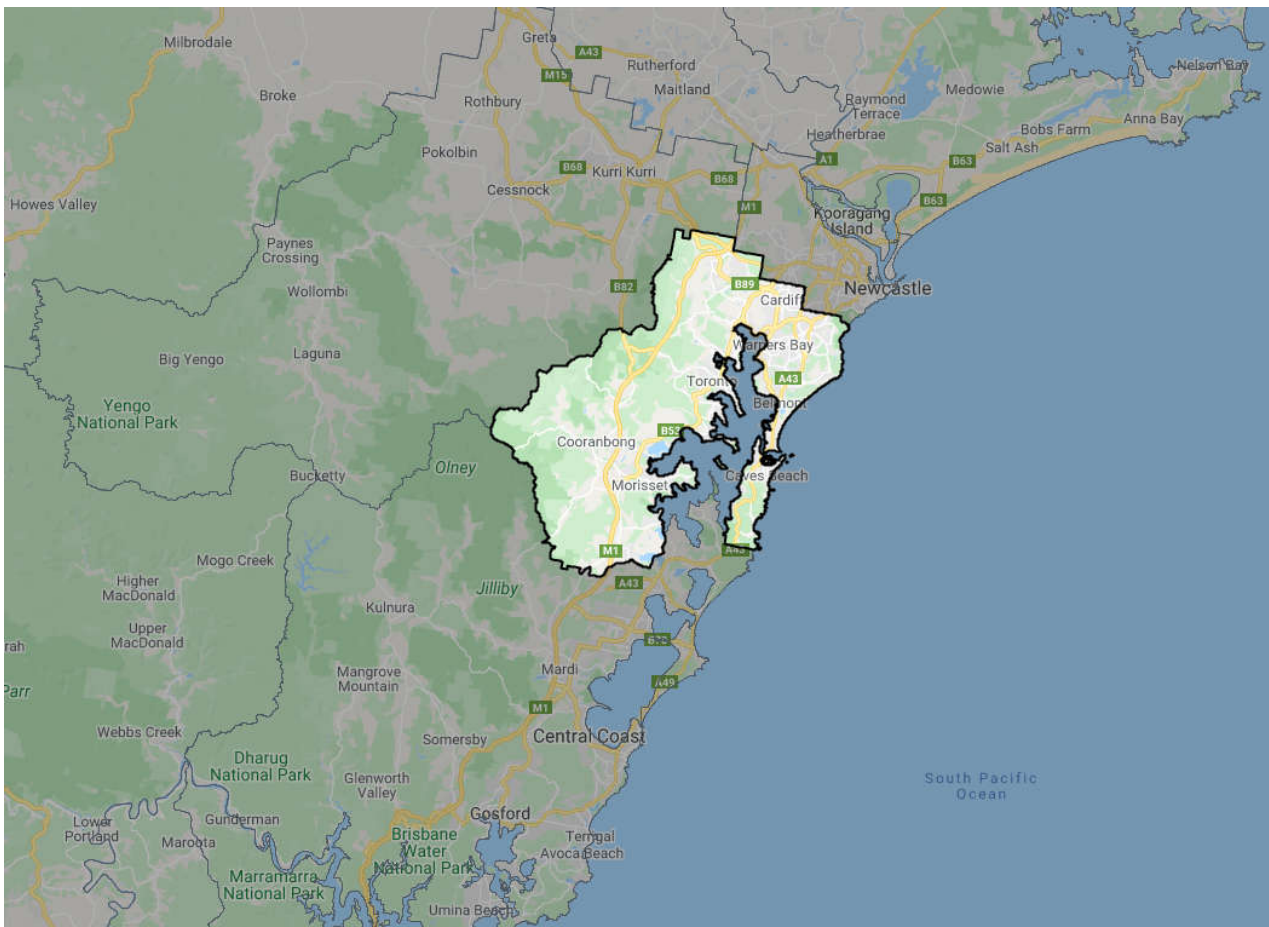 Milbrodale
Greta
A43
Rutherford
Nelson Bay
M15
Maitland
Broke
Rothbury
Medowie
Raymond
Terrace
Anna Bay
Heatherbrae
Bobs Farm
Salt Ash
Pokolbin
A1
B63
B68
Kurri Kurri
B68
Cessnock
B63
Howes Valley
M1
Kooragang
Island
Paynes
Crossing
Wollombi
B82
B89
Newcastle
Cardiff
Laguna
Big Yengo
Warners Bay
Toronto
A43
Yengo
National Park
Belmont
B53
Cooranbong
Olney
Bucketty
Caves Beach
Morisset
M1
A43
Mogo Creek
Higher
MacDonald
Jilliby
A43
Kulnura
Upper
MacDonald
rah
B70
Mangrove
Mountain
Mardi
A49
Parr
M1
Webbs Creek
Somersby
Central Coast
Dharug
National Park
Glenworth
Valley
South Pacific
Ocean
Lower
Portland
Gunderman
Gosford
Maroota
Brisbane
Water
National Park
Terrigal
Avoca Beach
Marramarra
National Park
Umina Beach